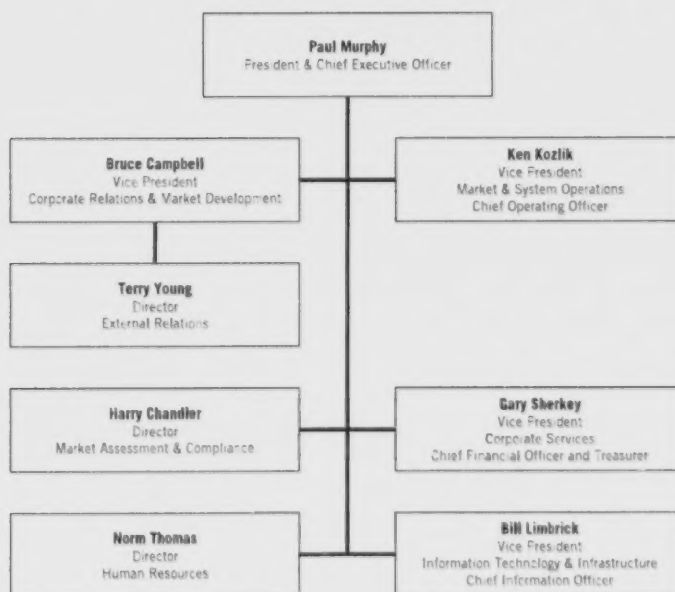 Paul Murphy
President & Chief Executive Officer
Bruce Campbell
Vice President
Corporate Relations & Market Development
Ken Kozlik
Vice President
Market & System Operations
Chief Operating Officer
Terry Young
Director
External Relations
Harry Chandler
Director
Market Assessment & Compliance
Gary Sherkey
Vice President
Corporate Services
Chief Financial Officer and Treasurer
Norm Thomas
Director
Human Resources
Bill Limbrick
Vice President
Information Technology & Infrastructure
Chief Information Officer